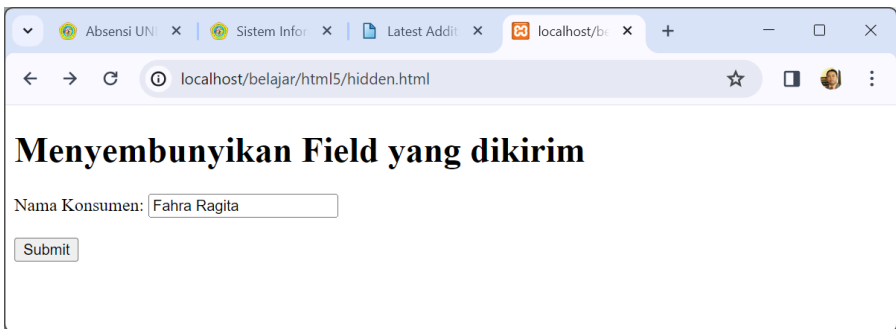 Absensi UNI
Sistem Infor
Latest Addit
localhost/be
localhost/belajar/html5/hidden.html
Menyembunyikan Field yang dikirim
Nama Konsumen: Fahra Ragita
Submit